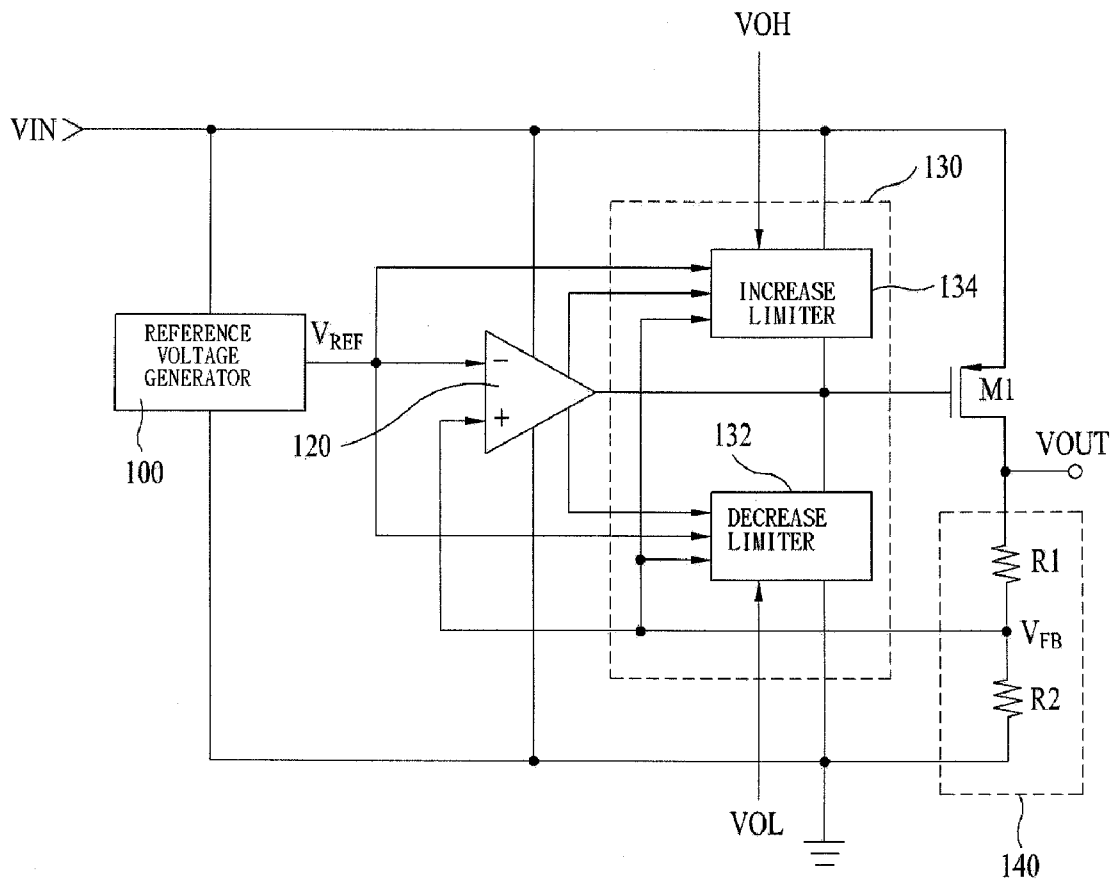 VOH
VIN
130
INCREASE
LIMITER
134
REFERENCE
VOLTAGE
GENERATOR
VREF
−
+
120
100
M1
VOUT
132
DECREASE
LIMITER
R1
VFB
R2
VOL
140